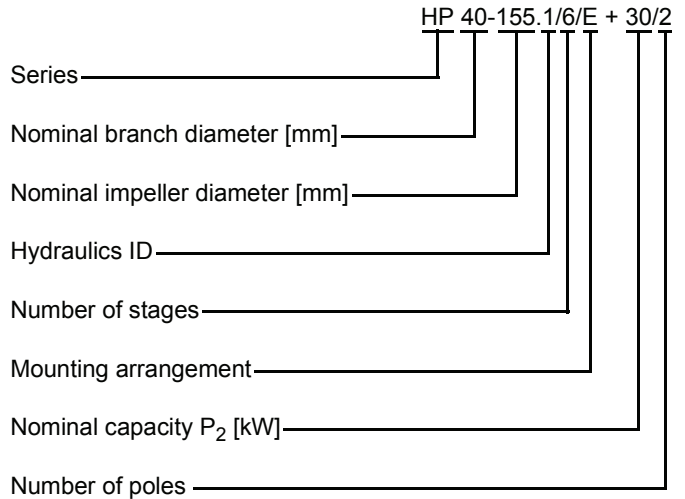 HP 40-155.1/6/E + 30/2
Series
Nominal branch diameter [mm]
Nominal impeller diameter [mm]
Hydraulics ID
Number of stages
Mounting arrangement
Nominal capacity P2 [kW]
Number of poles